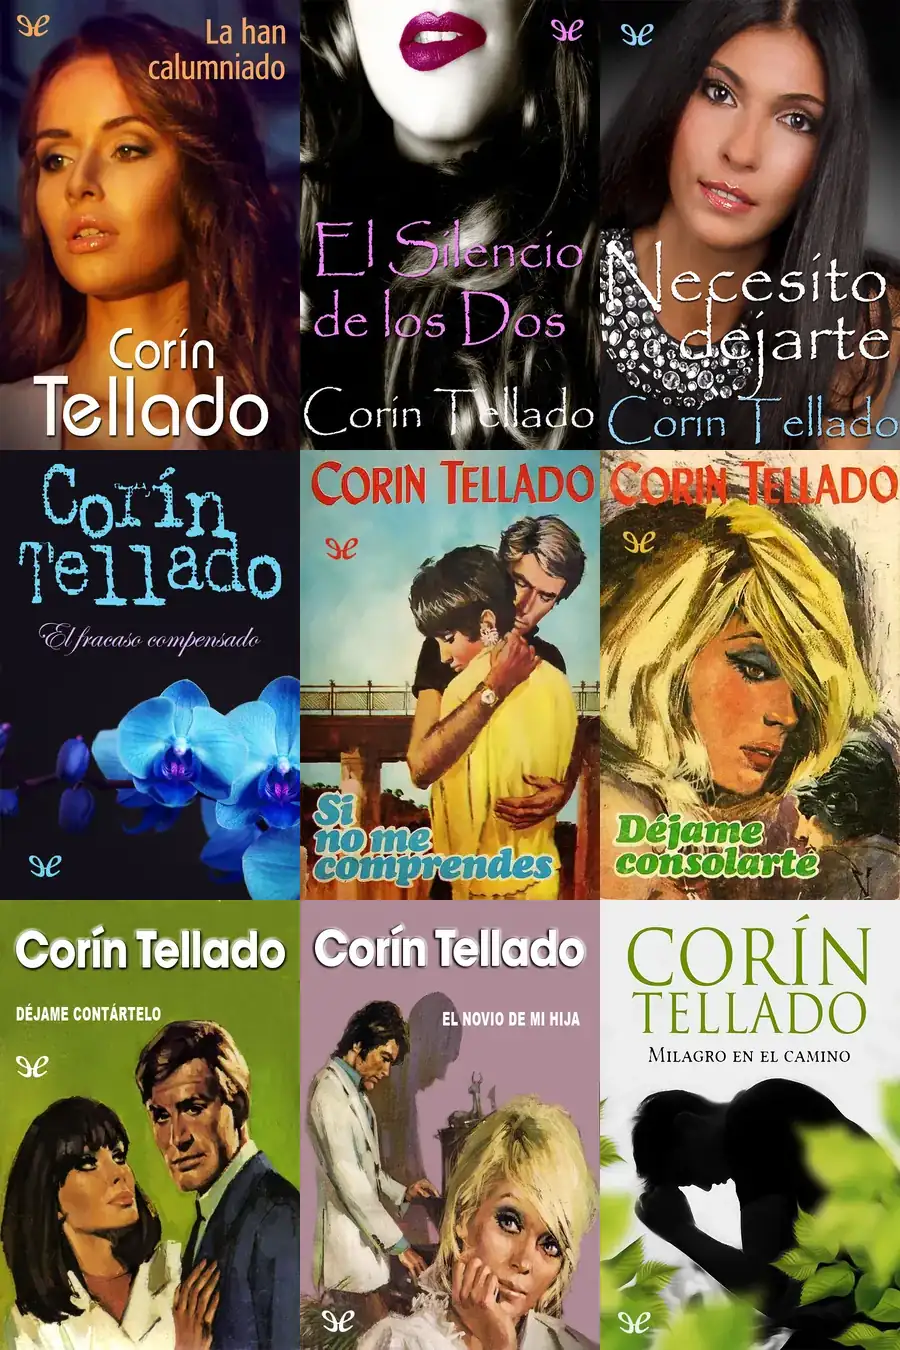 La han
calumniado
Corín
Tellado
El Silencio
de los Dos
Corín Tellado
Necesito
dejarte
Corín Tellado
Corín
Tellado
El fracaso compensado
CORIN TELLADO
Si
no me
comprendes
CORIN TELLADO
Déjame
consolarté
Corín Tellado
DÉJAME CONTÁRTELO
Corín Tellado
EL NOVIO DE MI HIJA
CORÍN
TELLADO
MILAGRO EN EL CAMINO